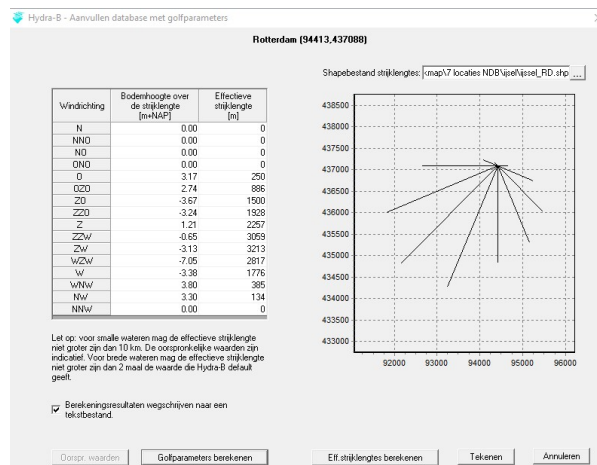 Hydra-B - Aanvullen database met golfparameters
Rotterdam (94413,437088)
Shapebestand strijklengtes: <map\7 locaties NDB\ijsel\ijssel_RD.shp ...
Windrichting Bodemhoogte over de strijklengte [m+NAP] Effectieve strijklengte [m]
N 0.00 0
NNO 0.00 0
NO 0.00 0
ONO 0.00 0
O 3.17 250
OZO 2.74 886
ZO -3.67 1500
ZZO -3.24 1928
Z 1.21 2257
ZZW -0.65 3059
ZW -3.13 3213
WZW -7.05 2817
W -3.38 1776
WNW 3.80 385
NW 3.30 134
NNW 0.00 0
438500
438000
437500
437000
436500
436000
435500
435000
434500
434000
433500
433000
92000 93000 94000 95000 96000
Let op: voor smalle wateren mag de effectieve strijklengte
niet groter zijn dan 10 km. De oorspronkelijke waarden zijn
indicatief. Voor brede wateren mag de effectieve strijklengte
niet groter zijn dan 2 maal de waarde die Hydra-B default
geeft.
Berekeningsresultaten wegschrijven naar een
tekstbestand.
Oorspr. waarden Golfparameters berekenen Eff.strijklengtes berekenen Tekenen Annuleren